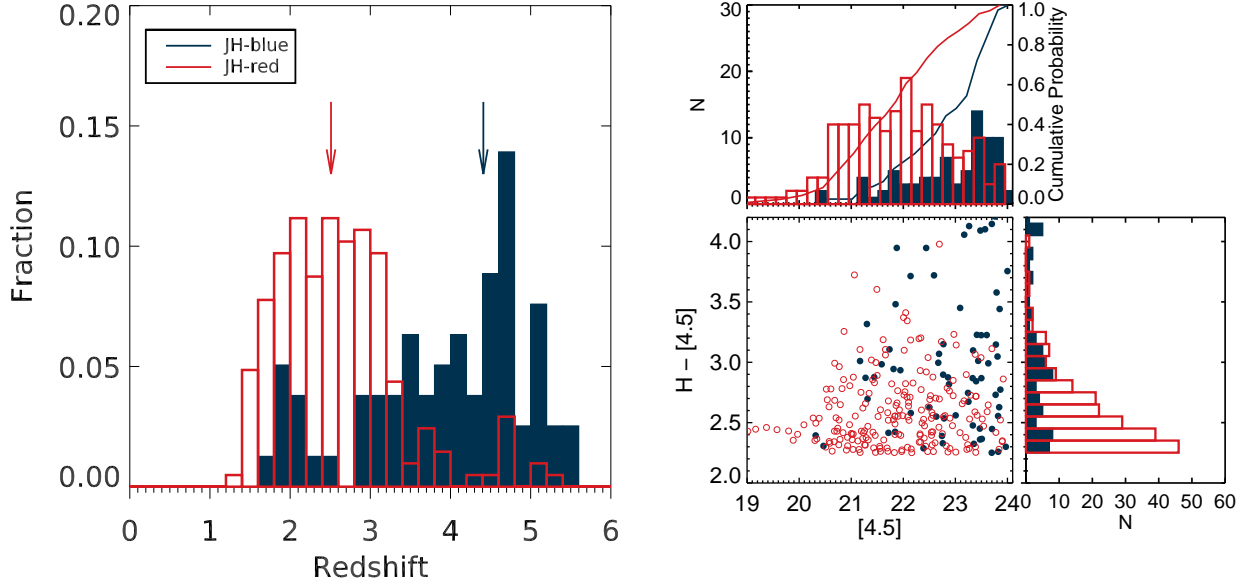 0.20
0.15
0.10
0.05
0.00
Fraction
JH-blue
JH-red
0 1 2 3 4 5 6
Redshift
30
20
10
0
N
1.0
0.8
0.6
0.4
0.2
0.0
Cumulative Probability
4.0
3.5
3.0
2.5
2.0
H − [4.5]
19 20 21 22 23 24
[4.5]
0 10 20 30 40 50 60
N